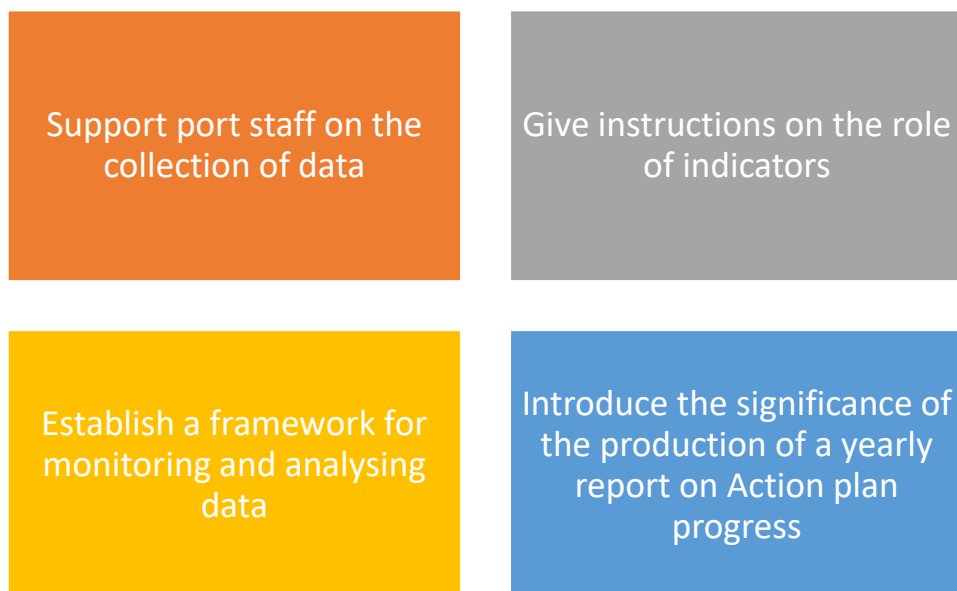 Support port staff on the
collection of data
Give instructions on the role
of indicators
Establish a framework for
monitoring and analysing
data
Introduce the significance of
the production of a yearly
report on Action plan
progress